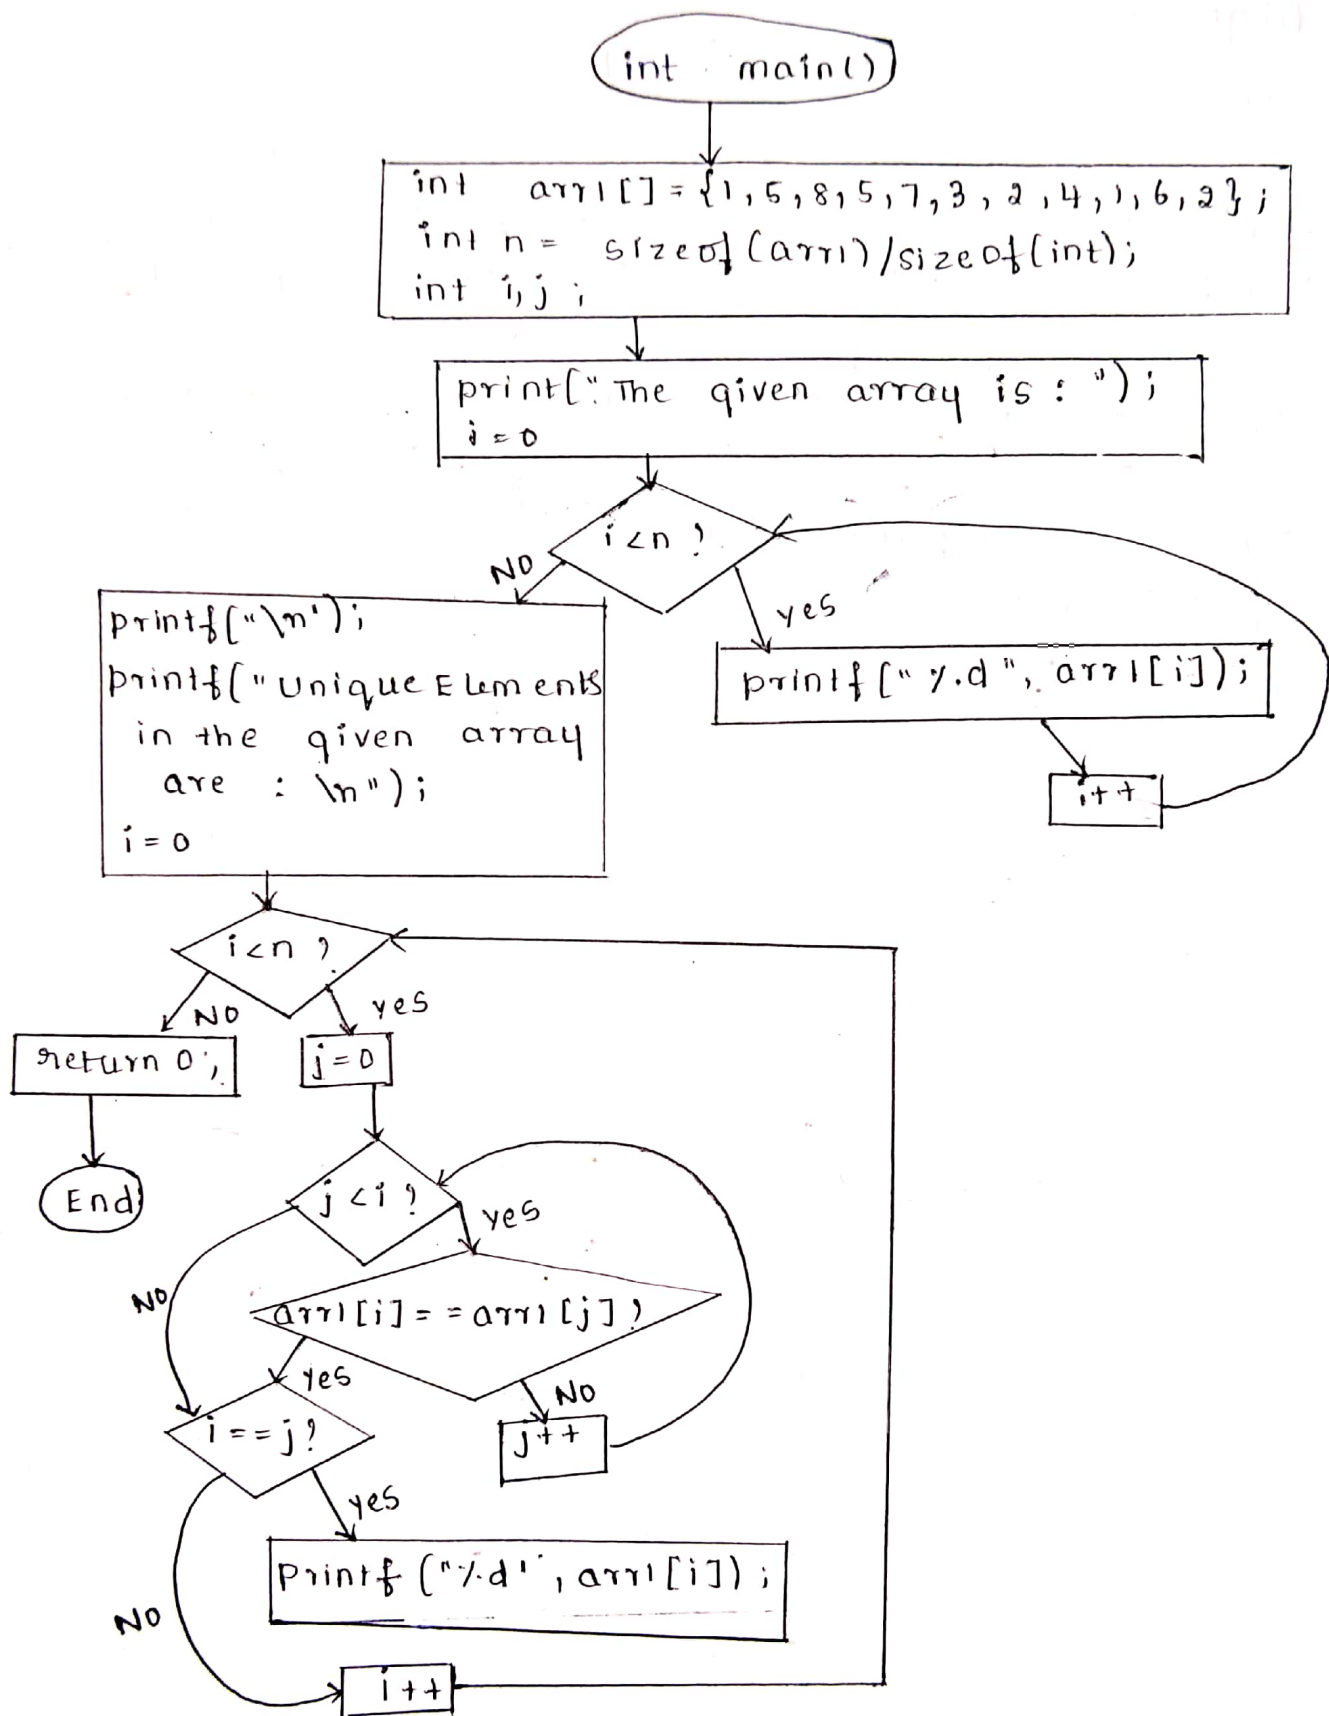 int main()
int arr1[] = {1,5,8,5,7,3,2,4,1,6,2};
int n = sizeof(arr1)/sizeof(int);
int i,j;
print("The given array is : ");
i=0
i<n ?
NO
yes
printf("%d", arr1[i]);
i++
printf("\n");
printf("Unique Elements
in the given array
are : \n");
i=0
i<n ?
NO
yes
return 0;
j=0
End
j<i ?
yes
NO
arr1[i]==arr1[j]?
yes
NO
i==j?
j++
yes
printf("%d", arr1[i]);
NO
i++